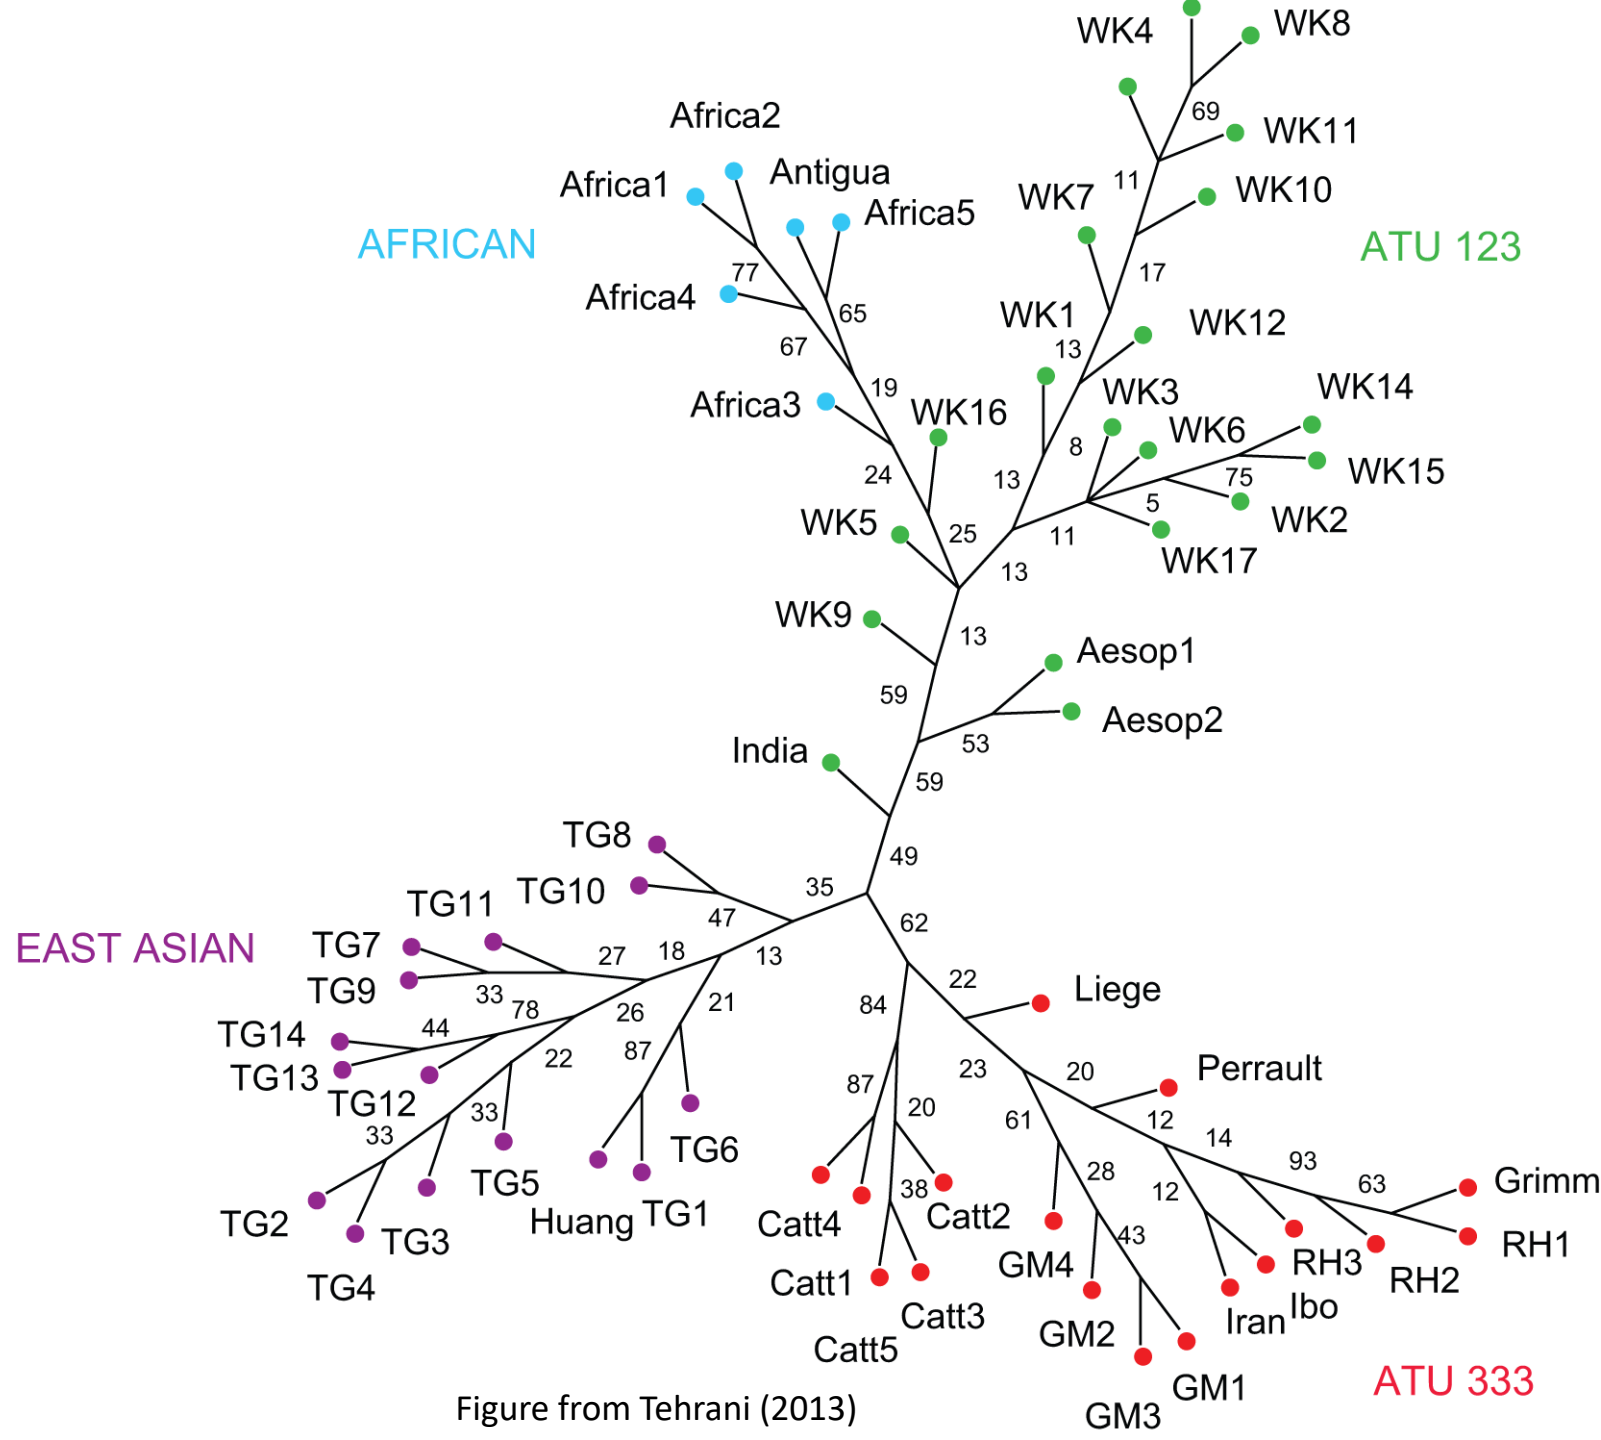 WK4
WK8
69
WK11
Africa2
Antigua
Africa1
Africa5
AFRICAN
11
WK7
WK10
ATU 123
77
17
Africa4
65
WK1
WK12
67
13
19
WK3
WK14
Africa3
WK16
WK6
8
24
13
75
WK15
5
WK5
25
11
WK2
13
WK17
WK9
13
Aesop1
59
Aesop2
India
53
59
TG8
49
TG10
35
TG11
47
62
EAST ASIAN
TG7
27
18
13
TG9
33
78
26
21
84
22
Liege
TG14
44
22
87
TG13
TG12
23
20
Perrault
87
33
33
20
61
12
14
TG6
93
63
Grimm
TG5
28
12
38
TG2
TG3
Huang
TG1
Catt4
Catt2
43
RH1
TG4
GM4
RH3
RH2
Catt1
Iran
Ibo
Catt3
GM2
Catt5
GM1
ATU 333
GM3
Figure from Tehrani (2013)